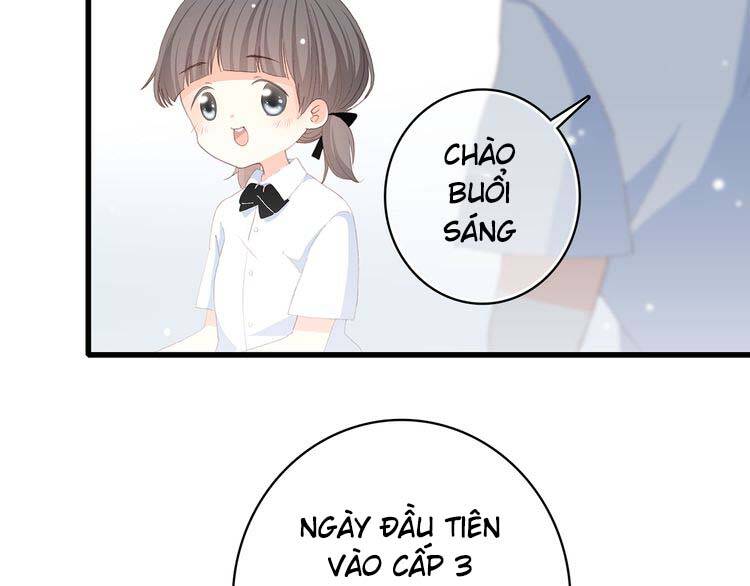 CHÀO
BUỔI
SÁNG
NGÀY ĐẦU TIÊN
VÀO CẤP 3